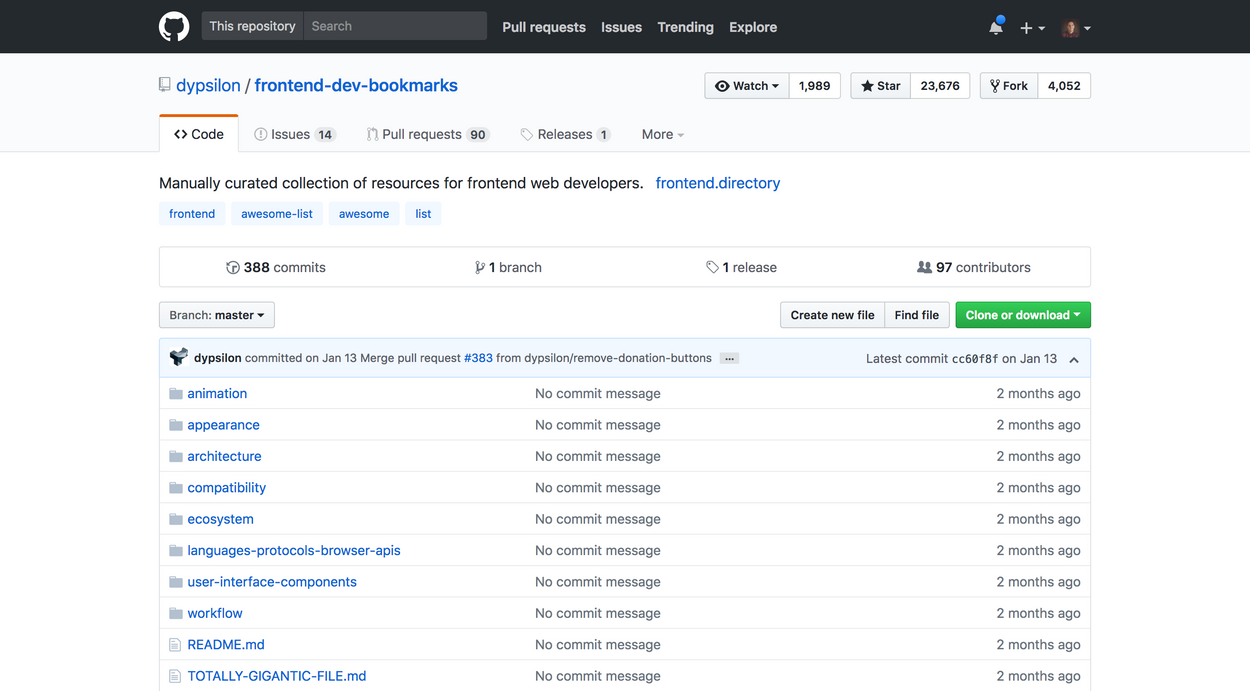 This repository Search Pull requests Issues Trending Explore
dypsilon / frontend-dev-bookmarks Watch 1,989 Star 23,676 Fork 4,052
Code Issues 14 Pull requests 90 Releases 1 More
Manually curated collection of resources for frontend web developers. frontend.directory
frontend awesome-list awesome list
388 commits 1 branch 1 release 97 contributors
Branch: master Create new file Find file Clone or download
dypsilon committed on Jan 13 Merge pull request #383 from dypsilon/remove-donation-buttons … Latest commit cc60f8f on Jan 13
animation No commit message 2 months ago
appearance No commit message 2 months ago
architecture No commit message 2 months ago
compatibility No commit message 2 months ago
ecosystem No commit message 2 months ago
languages-protocols-browser-apis No commit message 2 months ago
user-interface-components No commit message 2 months ago
workflow No commit message 2 months ago
README.md No commit message 2 months ago
TOTALLY-GIGANTIC-FILE.md No commit message 2 months ago